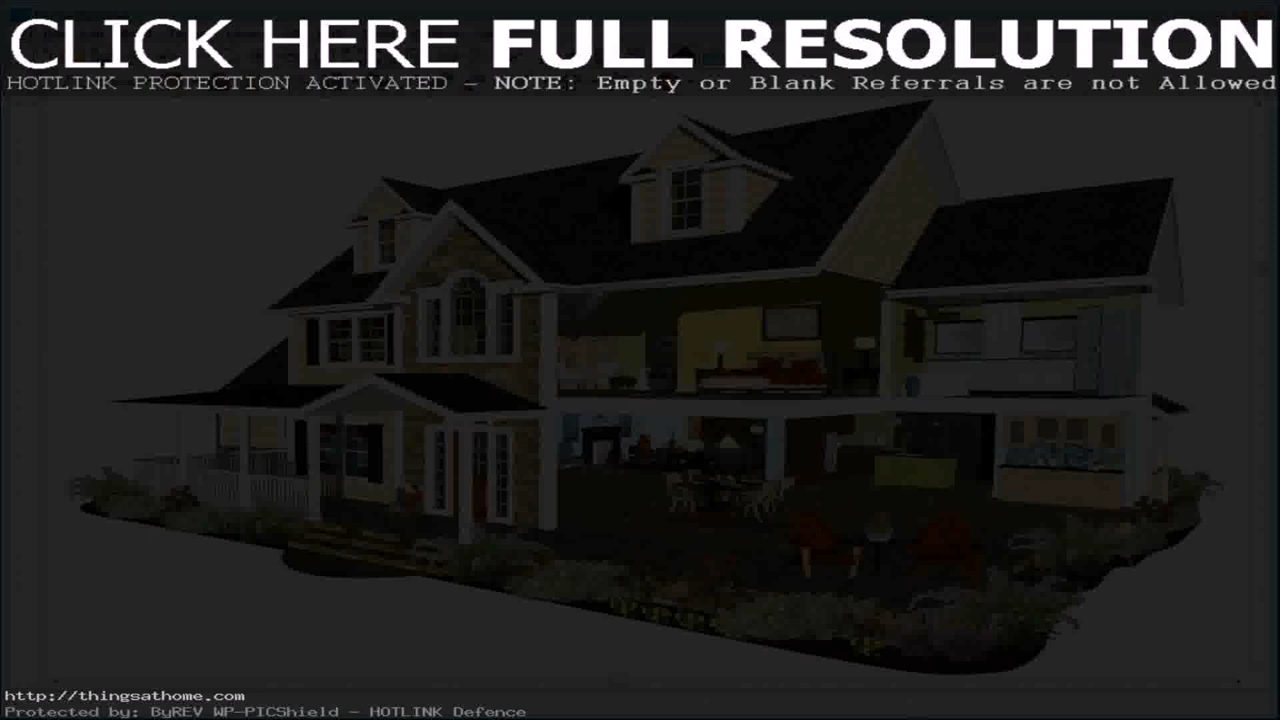 CLICK HERE FULL RESOLUTION
HOTLINK PROTECTION ACTIVATED - NOTE: Empty or Blank Referrals are not Allowed
http://thingsathome.com
Protected by: ByREV WP-PICShield - HOTLINK Defence